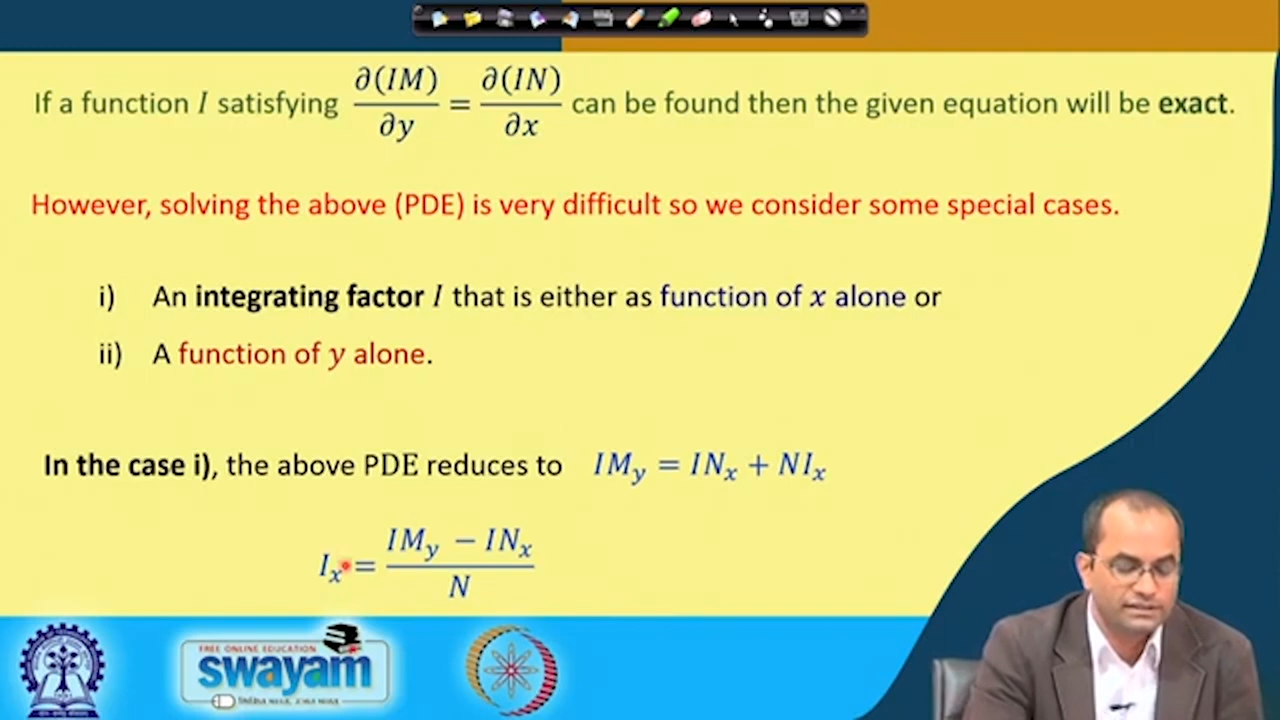 If a function I satisfying ∂(IM)/∂y = ∂(IN)/∂x can be found then the given equation will be exact.
However, solving the above (PDE) is very difficult so we consider some special cases.
i) An integrating factor I that is either as function of x alone or
ii) A function of y alone.
In the case i), the above PDE reduces to IM_y = IN_x + NI_x
I_x = (IM_y − IN_x)/N
FREE ONLINE EDUCATION
swayam